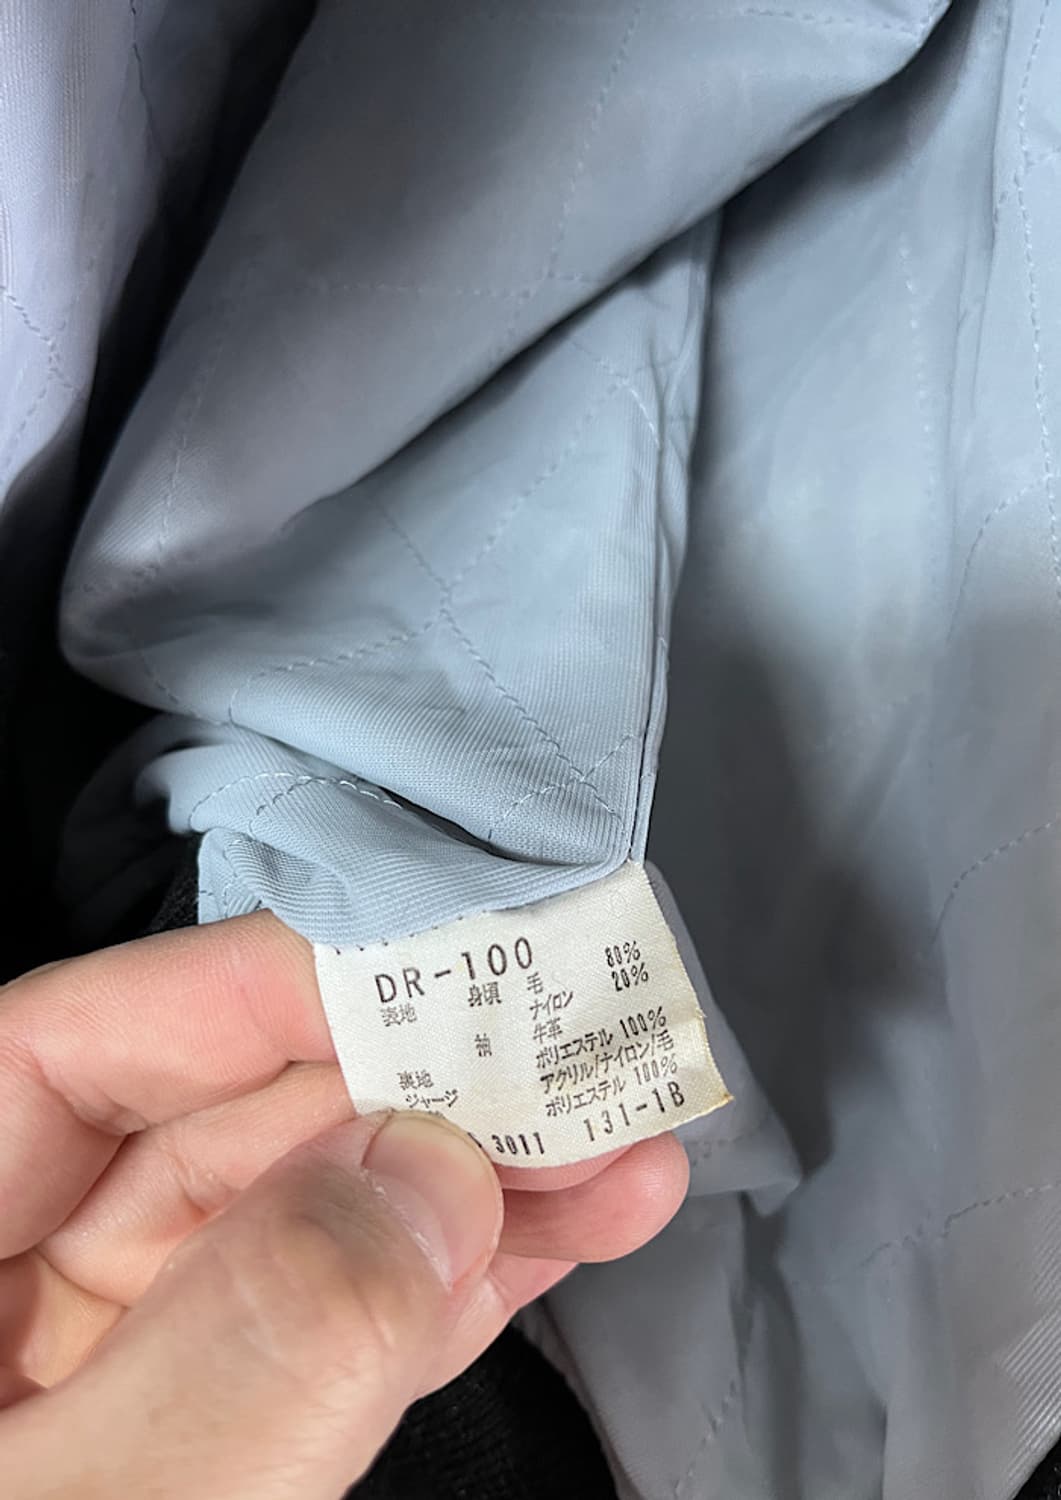 DR-100
表地 身頃 毛 80%
ナイロン 20%
袖 牛革
ポリエステル 100%
裏地 アクリル/ナイロン/毛
ジャージ ポリエステル 100%
3011 131-1B